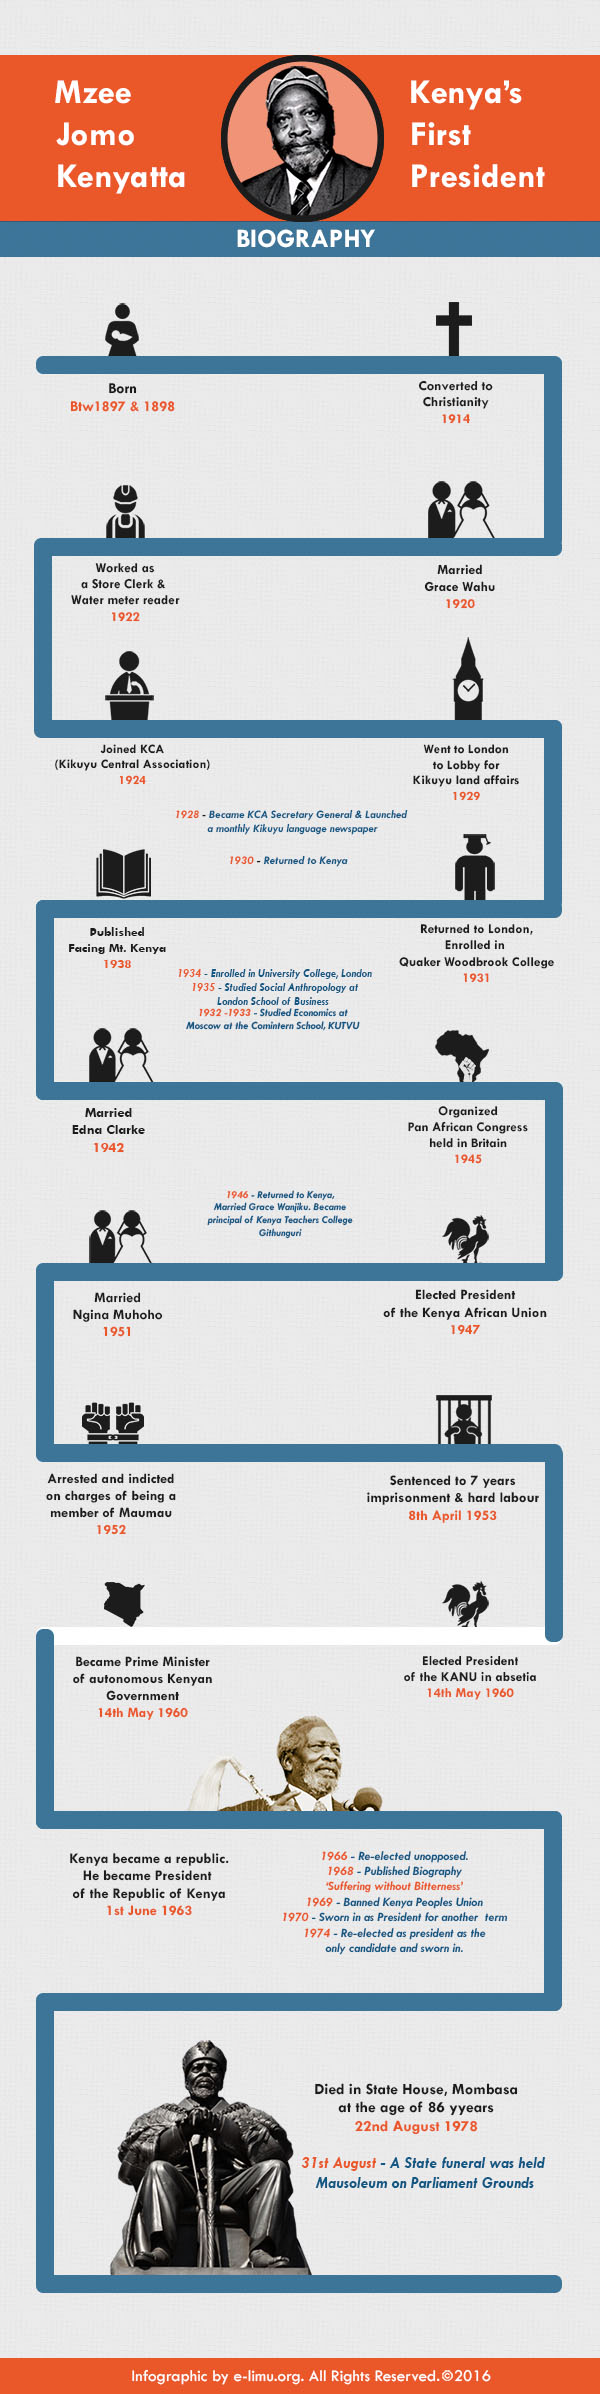 Mzee
Jomo
Kenyatta
Kenya's
First
President
BIOGRAPHY
Born
Btw1897 & 1898
Converted to
Christianity
1914
Worked as
a Store Clerk &
Water meter reader
1922
Married
Grace Wahu
1920
Joined KCA
(Kikuyu Central Association)
1924
Went to London
to Lobby for
Kikuyu land affairs
1929
1928 - Became KCA Secretary General & Launched
a monthly Kikuyu language newspaper
1930 - Returned to Kenya
Published
Facing Mt. Kenya
1938
Returned to London,
Enrolled in
Quaker Woodbrook College
1931
1934 - Enrolled in University College, London
1935 - Studied Social Anthropology at
London School of Business
1932 -1933 - Studied Economics at
Moscow at the Comintern School, KUTVU
Married
Edna Clarke
1942
Organized
Pan African Congress
held in Britain
1945
1946 - Returned to Kenya,
Married Grace Wanjiku. Became
principal of Kenya Teachers College
Githunguri
Married
Ngina Muhoho
1951
Elected President
of the Kenya African Union
1947
Arrested and indicted
on charges of being a
member of Maumau
1952
Sentenced to 7 years
imprisonment & hard labour
8th April 1953
Became Prime Minister
of autonomous Kenyan
Government
14th May 1960
Elected President
of the KANU in absetia
14th May 1960
Kenya became a republic.
He became President
of the Republic of Kenya
1st June 1963
1966 - Re-elected unopposed.
1968 - Published Biography
'Suffering without Bitterness'
1969 - Banned Kenya Peoples Union
1970 - Sworn in as President for another term
1974 - Re-elected as president as the
only candidate and sworn in.
Died in State House, Mombasa
at the age of 86 yyears
22nd August 1978
31st August - A State funeral was held
Mausoleum on Parliament Grounds
Infographic by e-limu.org. All Rights Reserved.©2016